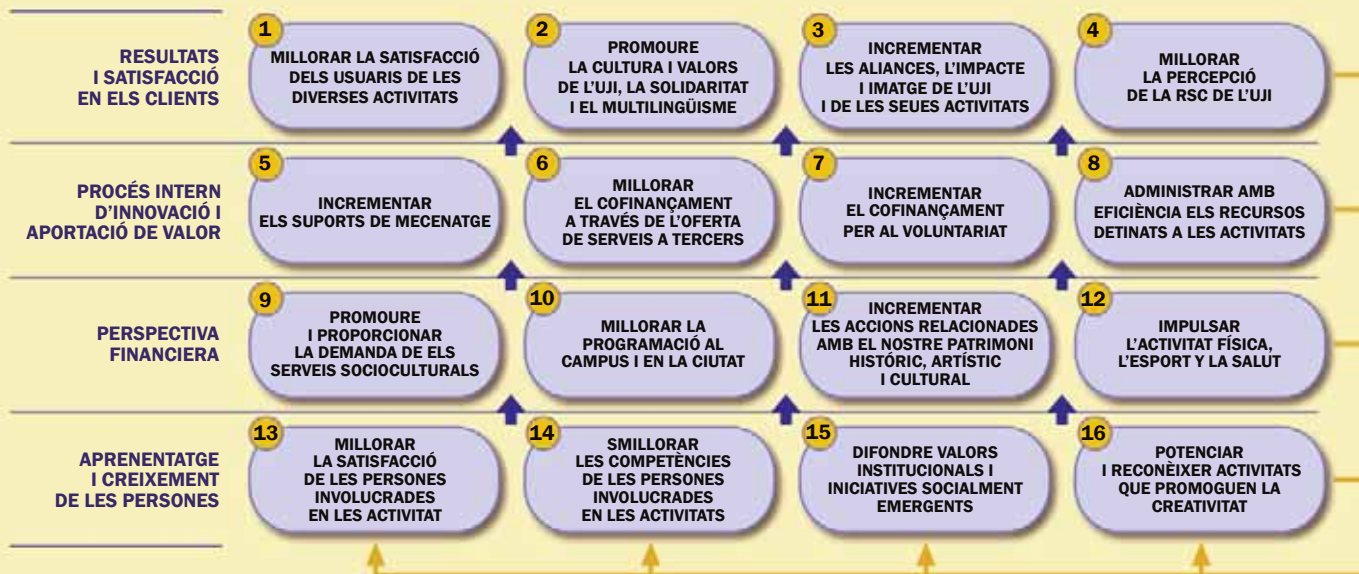 RESULTATS
I SATISFACCIÓ
EN ELS CLIENTS
1
MILLORAR LA SATISFACCIÓ
DELS USUARIS DE LES
DIVERSES ACTIVITATS
2
PROMOURE
LA CULTURA I VALORS
DE L'UJI, LA SOLIDARITAT
I EL MULTILINGÜISME
3
INCREMENTAR
LES ALIANCES, L'IMPACTE
I IMATGE DE L'UJI
I DE LES SEUES ACTIVITATS
4
MILLORAR
LA PERCEPCIÓ
DE LA RSC DE L'UJI
PROCÉS INTERN
D'INNOVACIÓ I
APORTACIÓ DE VALOR
5
INCREMENTAR
ELS SUPORTS DE MECENATGE
6
MILLORAR
EL COFINANÇAMENT
A TRAVÉS DE L'OFERTA
DE SERVEIS A TERCERS
7
INCREMENTAR
EL COFINANÇAMENT
PER AL VOLUNTARIAT
8
ADMINISTRAR AMB
EFICIÈNCIA ELS RECURSOS
DETINATS A LES ACTIVITATS
PERSPECTIVA
FINANCIERA
9
PROMOURE
I PROPORCIONAR
LA DEMANDA DE ELS
SERVEIS SOCIOCULTURALS
10
MILLORAR LA
PROGRAMACIÓ AL
CAMPUS I EN LA CIUTAT
11
INCREMENTAR
LES ACCIONS RELACIONADES
AMB EL NOSTRE PATRIMONI
HISTÓRIC, ARTÍSTIC
I CULTURAL
12
IMPULSAR
L'ACTIVITAT FÍSICA,
L'ESPORT Y LA SALUT
APRENENTATGE
I CREIXEMENT
DE LES PERSONES
13
MILLORAR
LA SATISFACCIÓ
DE LES PERSONES
INVOLUCRADES
EN LES ACTIVITAT
14
SMILLORAR
LES COMPETÈNCIES
DE LES PERSONES
INVOLUCRADES
EN LES ACTIVITATS
15
DIFONDRE VALORS
INSTITUCIONALS I
INICIATIVES SOCIALMENT
EMERGENTS
16
POTENCIAR
I RECONÈIXER ACTIVITATS
QUE PROMOGUEN LA
CREATIVITAT